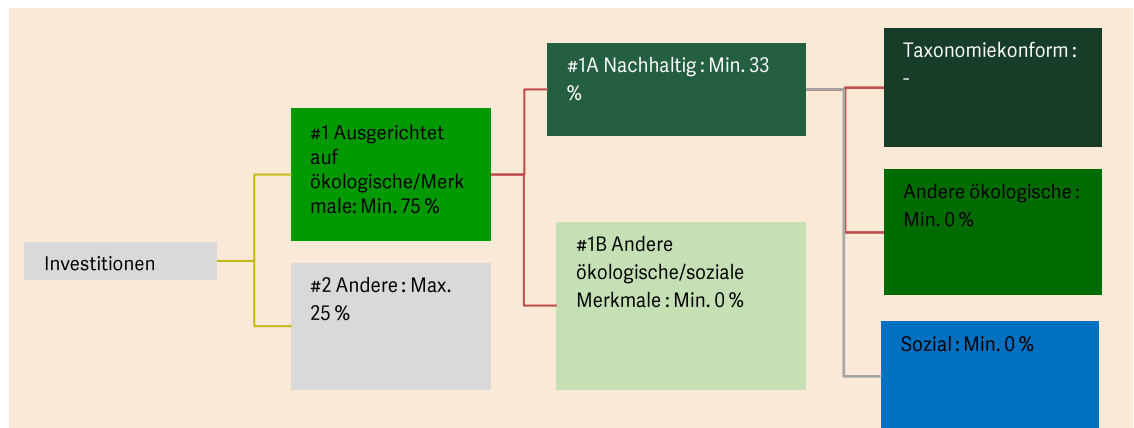 Investitionen
#1 Ausgerichtet
auf
ökologische/Merk
male: Min. 75 %
#2 Andere : Max.
25 %
#1A Nachhaltig : Min. 33
%
#1B Andere
ökologische/soziale
Merkmale : Min. 0 %
Taxonomiekonform :
-
Andere ökologische :
Min. 0 %
Sozial : Min. 0 %